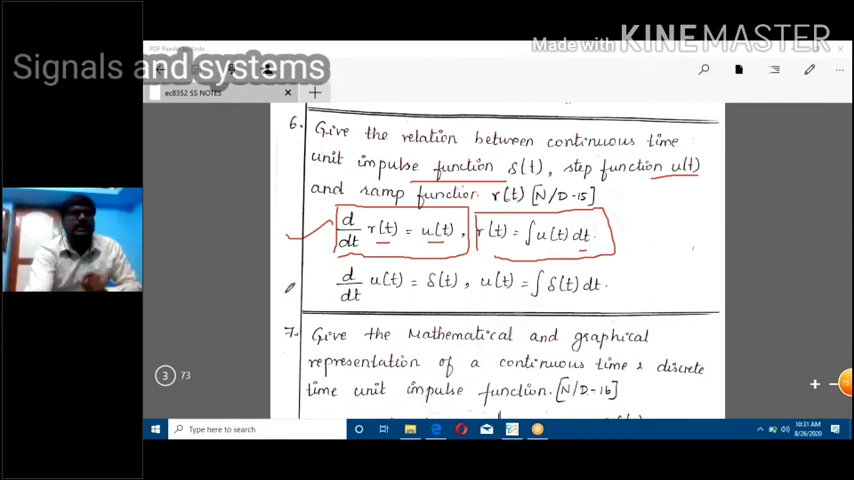 Made with KINEMASTER
Signals and systems
ec8352 SS NOTES
6. Give the relation between continuous time
unit impulse function δ(t), step function u(t)
and ramp function r(t) [N/D-15]
d/dt r(t) = u(t), r(t) = ∫u(t) dt.
d/dt u(t) = δ(t), u(t) = ∫δ(t) dt.
7. Give the Mathematical and graphical
representation of a continuous time & discrete
time unit impulse function. [N/D-16]
3 73
Type here to search
10:31 AM
8/26/2020